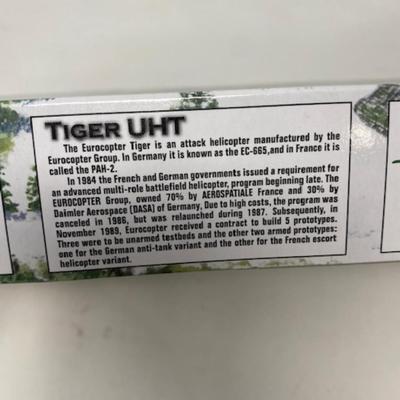 TIGER UHT
The Eurocopter Tiger is an attack helicopter manufactured by the
Eurocopter Group. In Germany it is known as the EC-665,and in France it is
called the PAH-2.
In 1984 the French and German governments issued a requirement for
an advanced multi-role battlefield helicopter, program beginning late. The
EUROCOPTER Group, owned 70% by AEROSPATIALE France and 30% by
Daimler Aerospace (DASA) of Germany, Due to high costs, the program was
canceled in 1986, but was relaunched during 1987. Subsequently, in
November 1989, Eurocopter received a contract to build 5 prototypes.
Three were to be unarmed testbeds and the other two armed prototypes:
one for the German anti-tank variant and the other for the French escort
helicopter variant.